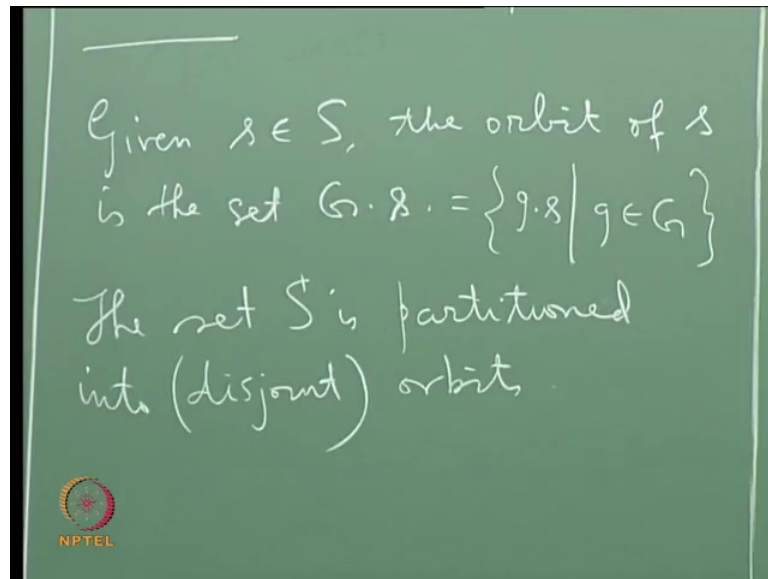 Given s ∈ S, the orbit of s
is the set G. s. = {g.s | g ∈ G}
The set S is partitioned
into (disjoint) orbits.
NPTEL